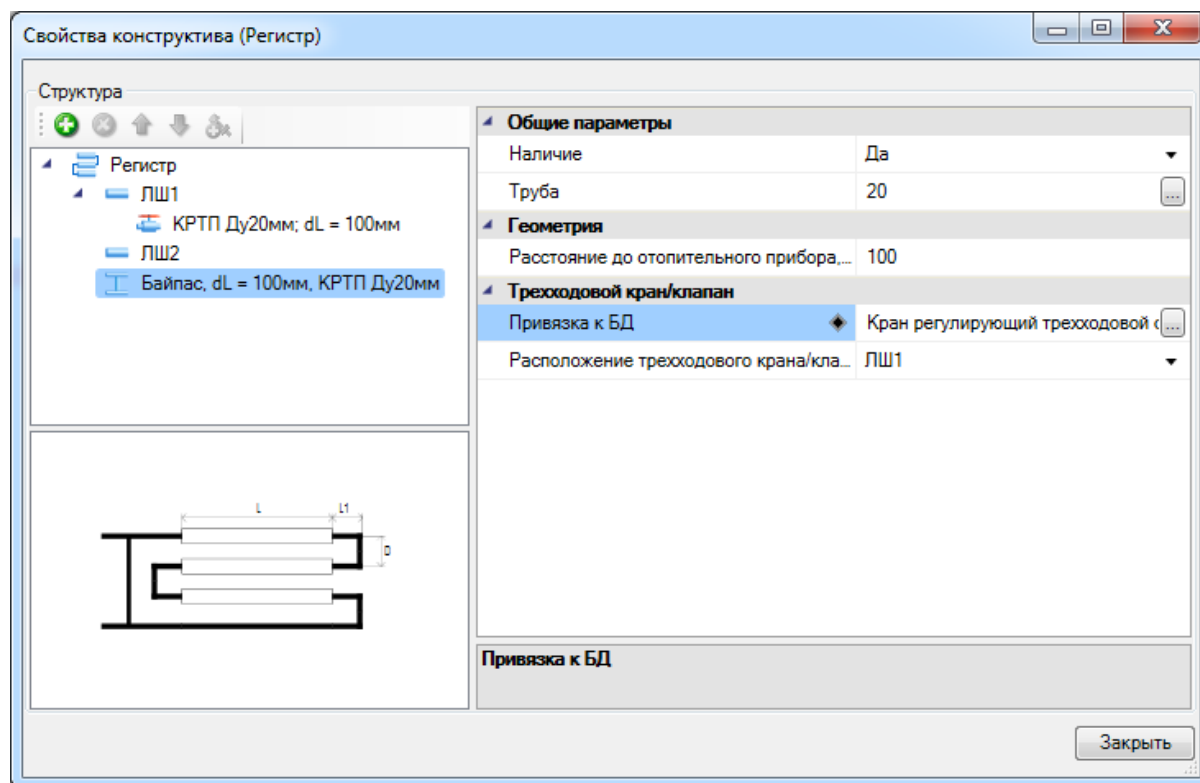 Свойства конструктива (Регистр)
Структура
Регистр
ЛШ1
КРТП Ду20мм; dL = 100мм
ЛШ2
Байпас, dL = 100мм, КРТП Ду20мм
Общие параметры
Наличие Да
Труба 20 ...
Геометрия
Расстояние до отопительного прибора,... 100
Трехходовой кран/клапан
Привязка к БД Кран регулирующий трехходовой с ...
Расположение трехходового крана/кла... ЛШ1
L L1
D
Привязка к БД
Закрыть